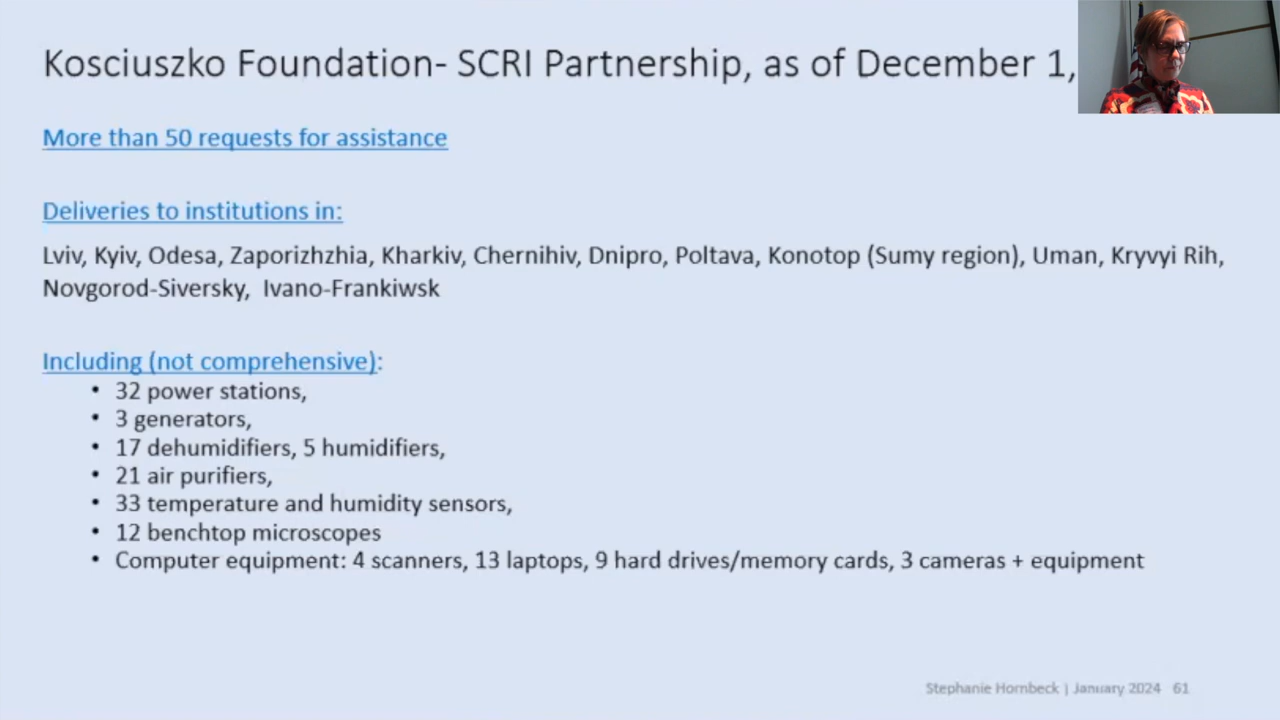 Kosciuszko Foundation- SCRI Partnership, as of December 1,
More than 50 requests for assistance
Deliveries to institutions in:
Lviv, Kyiv, Odesa, Zaporizhzhia, Kharkiv, Chernihiv, Dnipro, Poltava, Konotop (Sumy region), Uman, Kryvyi Rih,
Novgorod-Siversky, Ivano-Frankiwsk
Including (not comprehensive):
• 32 power stations,
• 3 generators,
• 17 dehumidifiers, 5 humidifiers,
• 21 air purifiers,
• 33 temperature and humidity sensors,
• 12 benchtop microscopes
• Computer equipment: 4 scanners, 13 laptops, 9 hard drives/memory cards, 3 cameras + equipment
Stephanie Hornbeck | January 2024 61